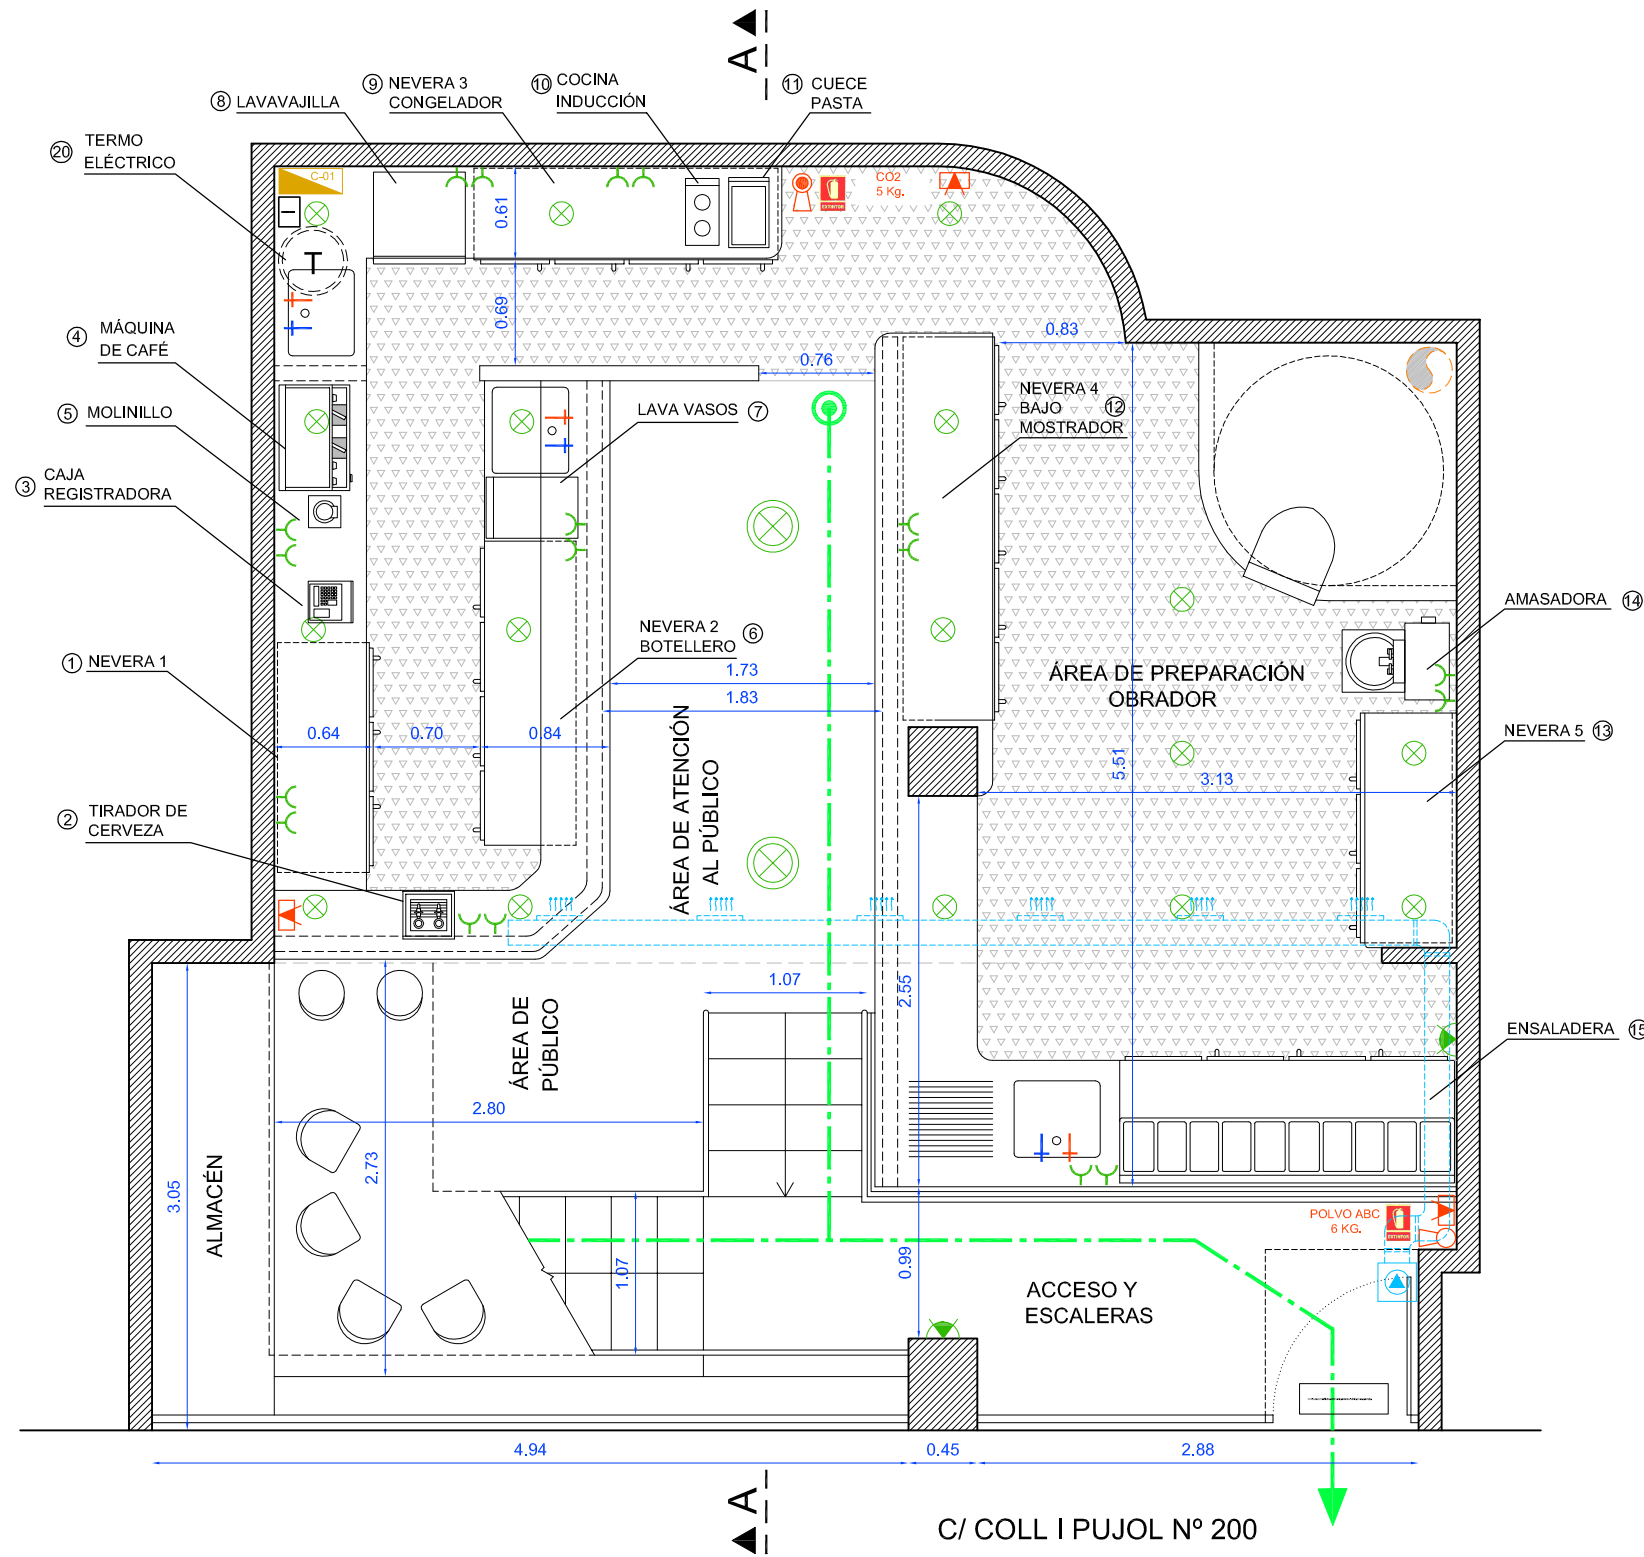 A
⑧ LAVAVAJILLA
⑨ NEVERA 3
CONGELADOR
⑩ COCINA
INDUCCIÓN
⑪ CUECE
PASTA
⑳ TERMO
ELÉCTRICO
C-01
CO2
5 Kg.
EXTINTOR
0.61
T
0.69
④ MÁQUINA
DE CAFÉ
0.83
0.76
NEVERA 4
BAJO ⑫
MOSTRADOR
⑤ MOLINILLO
LAVA VASOS ⑦
③ CAJA
REGISTRADORA
AMASADORA ⑭
NEVERA 2 ⑥
BOTELLERO
① NEVERA 1
1.73
1.83
ÁREA DE PREPARACIÓN
OBRADOR
0.64
0.70
0.84
NEVERA 5 ⑬
5.51
3.13
ÁREA DE ATENCIÓN
AL PÚBLICO
② TIRADOR DE
CERVEZA
1.07
2.55
ÁREA DE
PÚBLICO
ENSALADERA ⑮
2.80
2.73
3.05
ALMACÉN
POLVO ABC
6 KG.
EXTINTOR
1.07
0.99
ACCESO Y
ESCALERAS
4.94
0.45
2.88
A
C/ COLL I PUJOL Nº 200